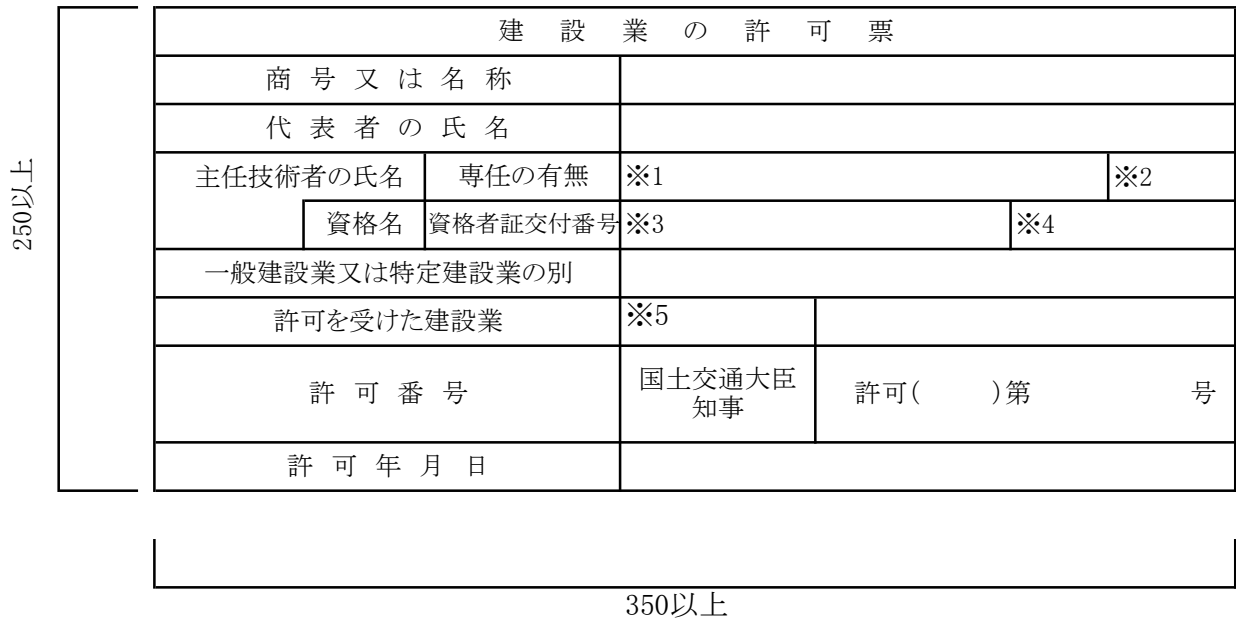 建設業の許可票
商号又は名称
代表者の氏名
主任技術者の氏名 専任の有無 ※1 ※2
資格名 資格者証交付番号 ※3 ※4
一般建設業又は特定建設業の別
許可を受けた建設業 ※5
許可番号 国土交通大臣 許可( )第 号
知事
許可年月日
250以上
350以上